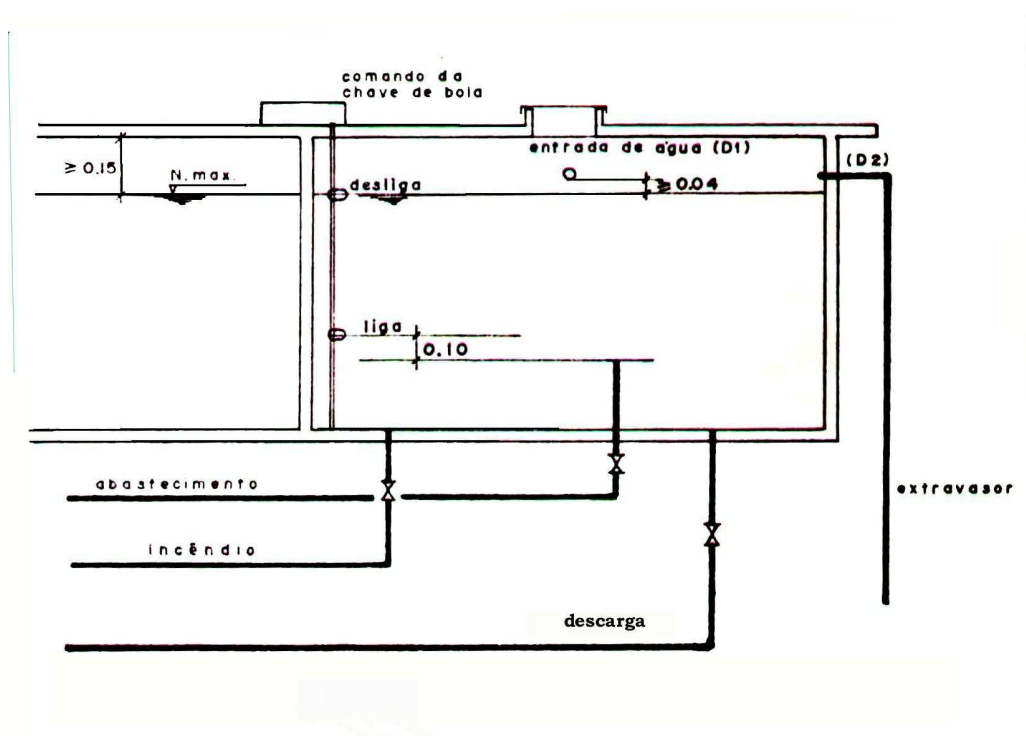 comando da
chave de boia
entrada de água (D1)
(D2)
≥ 0.15
N. max.
desliga
≥ 0.04
liga
0.10
abastecimento
extravasor
incêndio
descarga